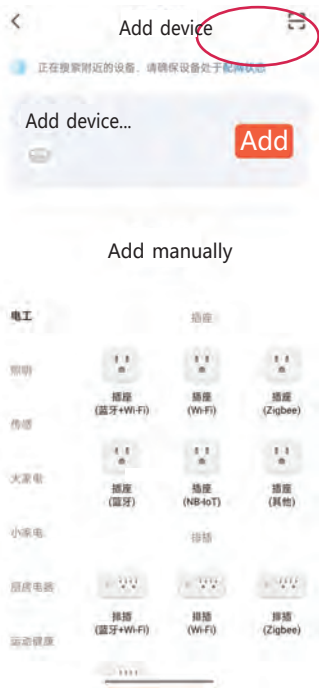 Add device
正在搜索附近的设备，请确保设备处于配网状态
Add device...
Add
Add manually
电工
插座
照明
插座
(蓝牙+Wi-Fi)
插座
(Wi-Fi)
插座
(Zigbee)
传感
大家电
插座
(蓝牙)
插座
(NB-IoT)
插座
(其他)
小家电
排插
厨房电器
排插
(蓝牙+Wi-Fi)
排插
(Wi-Fi)
排插
(Zigbee)
运动健康